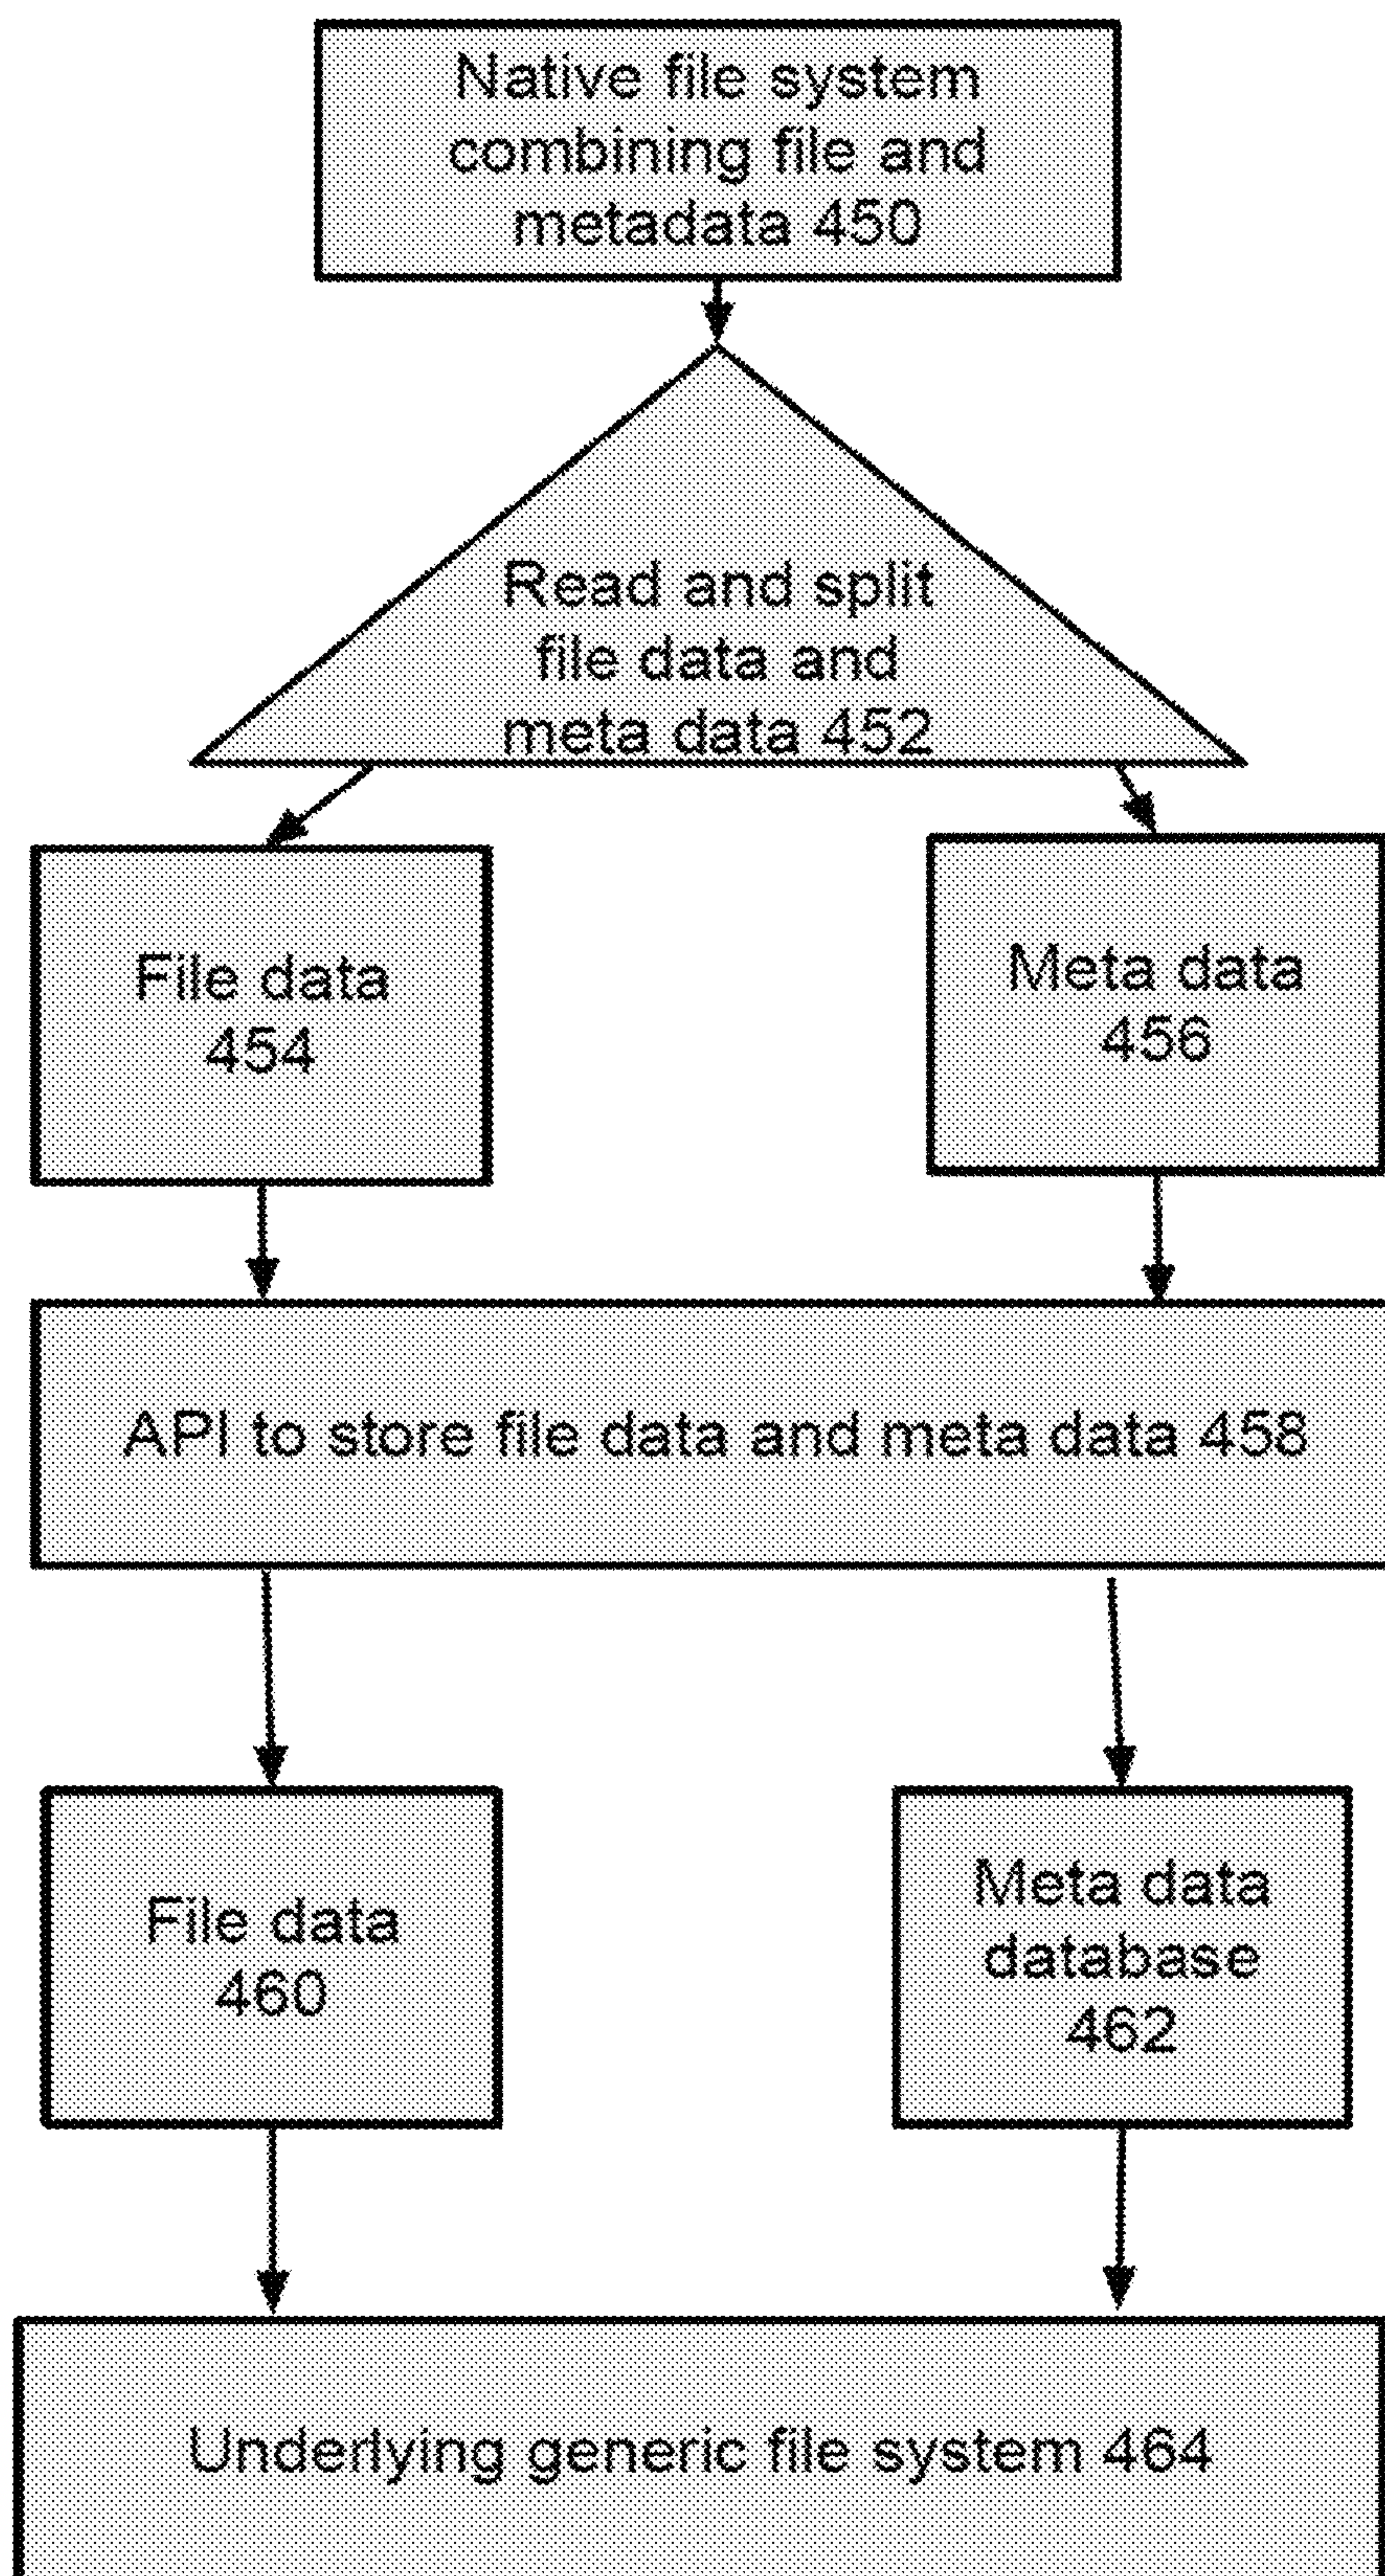 Native file system
combining file and
metadata 450
Read and split
file data and
meta data 452
File data
454
Meta data
456
API to store file data and meta data 458
File data
460
Meta data
database
462
Underlying generic file system 464